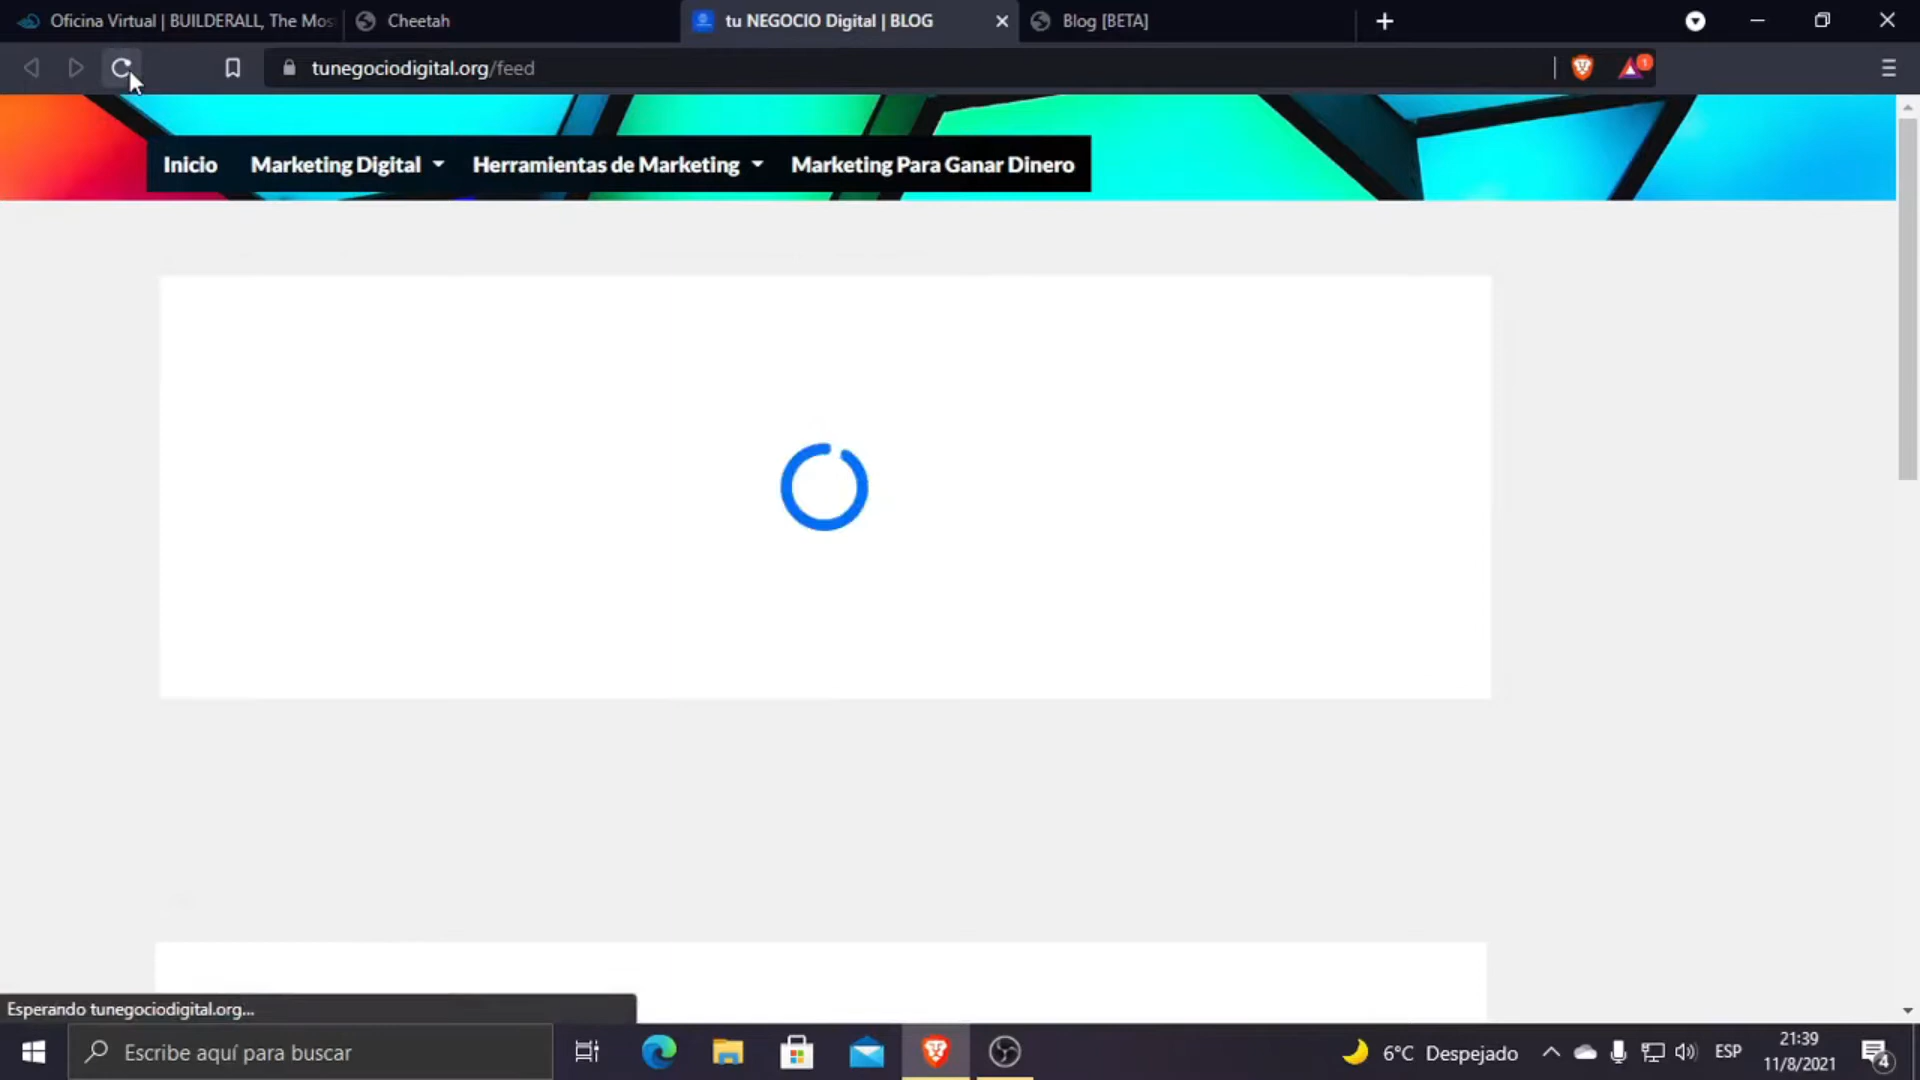 Oficina Virtual | BUILDERALL, The Mos
Cheetah
tu NEGOCIO Digital | BLOG
Blog [BETA]
tunegociodigital.org/feed
1
Inicio
Marketing Digital
Herramientas de Marketing
Marketing Para Ganar Dinero
Esperando tunegociodigital.org...
Escribe aquí para buscar
6°C Despejado
ESP
21:39
11/8/2021
4